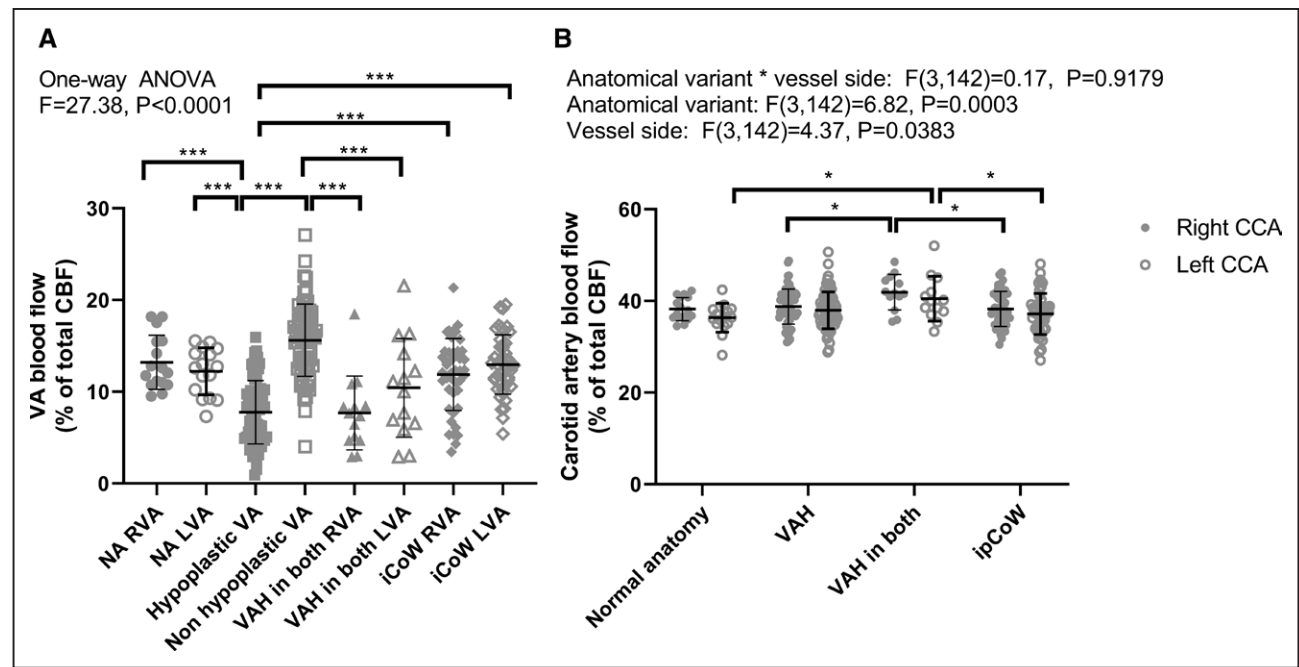 A
One-way ANOVA
F=27.38, P<0.0001
***
***
***
***
***
***
***
VA blood flow
(% of total CBF)
30
20
10
0
NA RVA
NA LVA
Hypoplastic VA
Non hypoplastic VA
VAH in both RVA
VAH in both LVA
iCoW RVA
iCoW LVA
B
Anatomical variant * vessel side: F(3,142)=0.17, P=0.9179
Anatomical variant: F(3,142)=6.82, P=0.0003
Vessel side: F(3,142)=4.37, P=0.0383
*
*
*
*
Carotid artery blood flow
(% of total CBF)
60
40
20
0
Normal anatomy
VAH
VAH in both
ipCoW
Right CCA
Left CCA